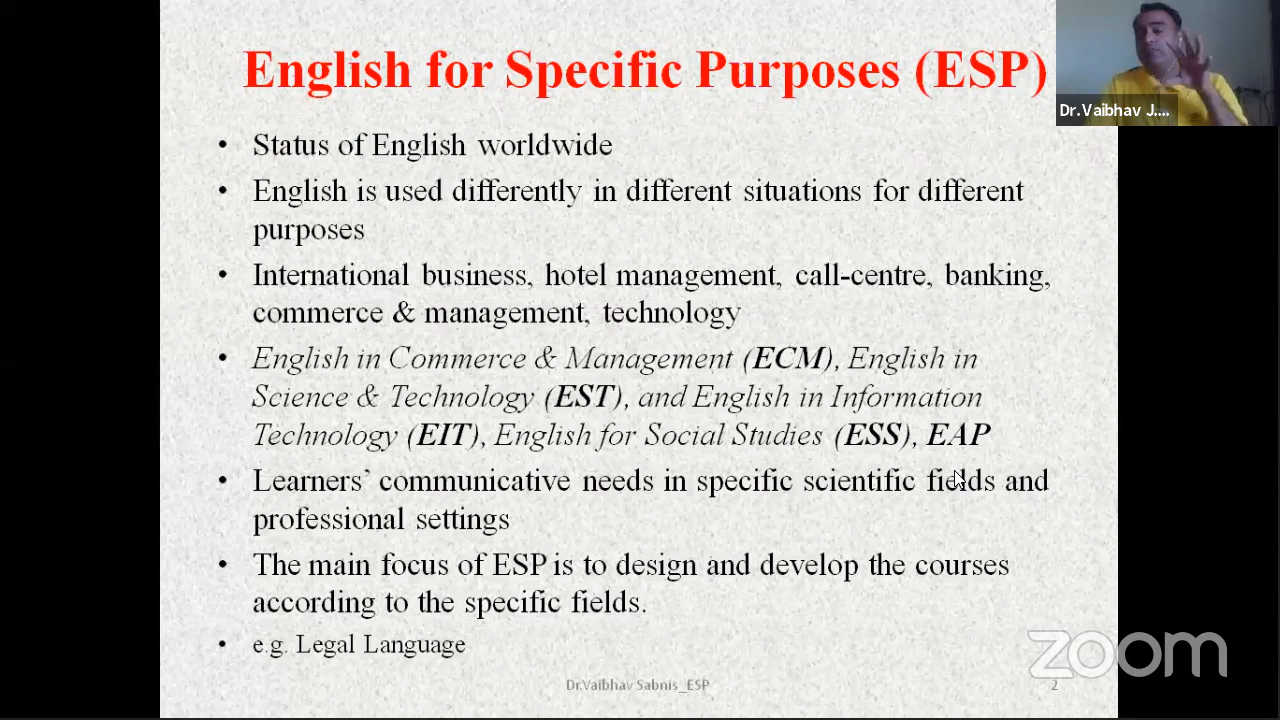 English for Specific Purposes (ESP)
Dr.Vaibhav J....
• Status of English worldwide
• English is used differently in different situations for different
purposes
• International business, hotel management, call-centre, banking,
commerce & management, technology
• English in Commerce & Management (ECM), English in
Science & Technology (EST), and English in Information
Technology (EIT), English for Social Studies (ESS), EAP
• Learners’ communicative needs in specific scientific fields and
professional settings
• The main focus of ESP is to design and develop the courses
according to the specific fields.
• e.g. Legal Language
zoom
Dr.Vaibhav Sabnis_ESP
2